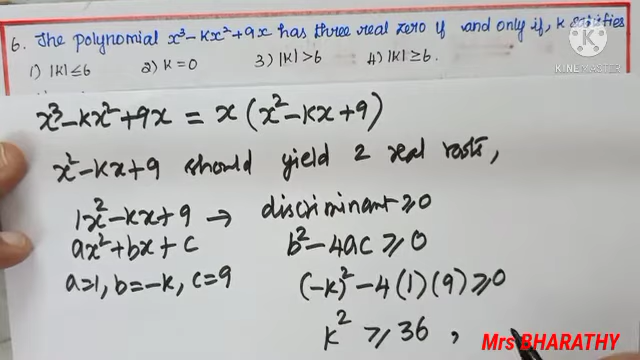 6. The polynomial x³-kx²+9x has three real zero if and only if, k satisfies
1) |k|≤6 2) k=0 3) |k|>6 4) |k|≥6.
KINEMASTER
x³-kx²+9x = x(x²-kx+9)
x²-kx+9 should yield 2 real roots,
1x²-kx+9 → discriminant ≥0
ax²+bx+c b²-4ac ≥0
a=1, b=-k, c=9 (-k)²-4(1)(9)≥0
k² ≥ 36,
Mrs BHARATHY